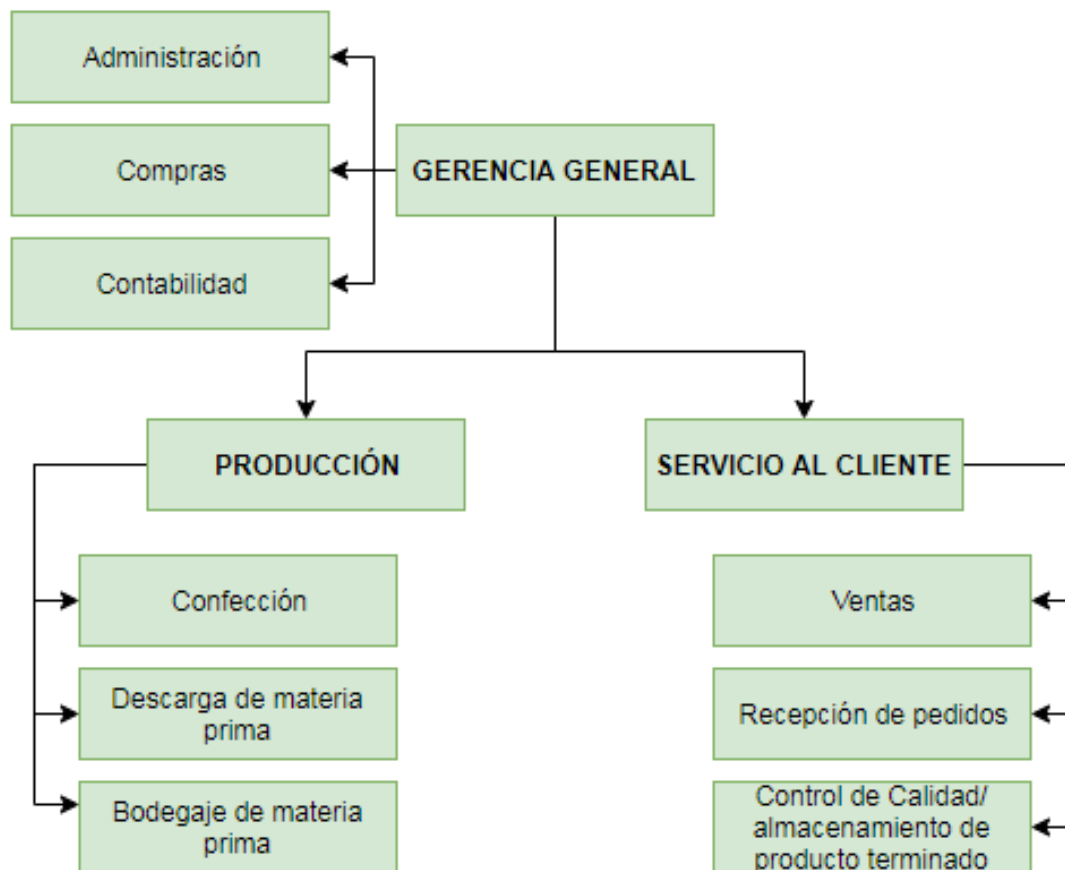 Administración
Compras
GERENCIA GENERAL
Contabilidad
PRODUCCIÓN
SERVICIO AL CLIENTE
Confección
Ventas
Descarga de materia
prima
Recepción de pedidos
Bodegaje de materia
prima
Control de Calidad/
almacenamiento de
producto terminado